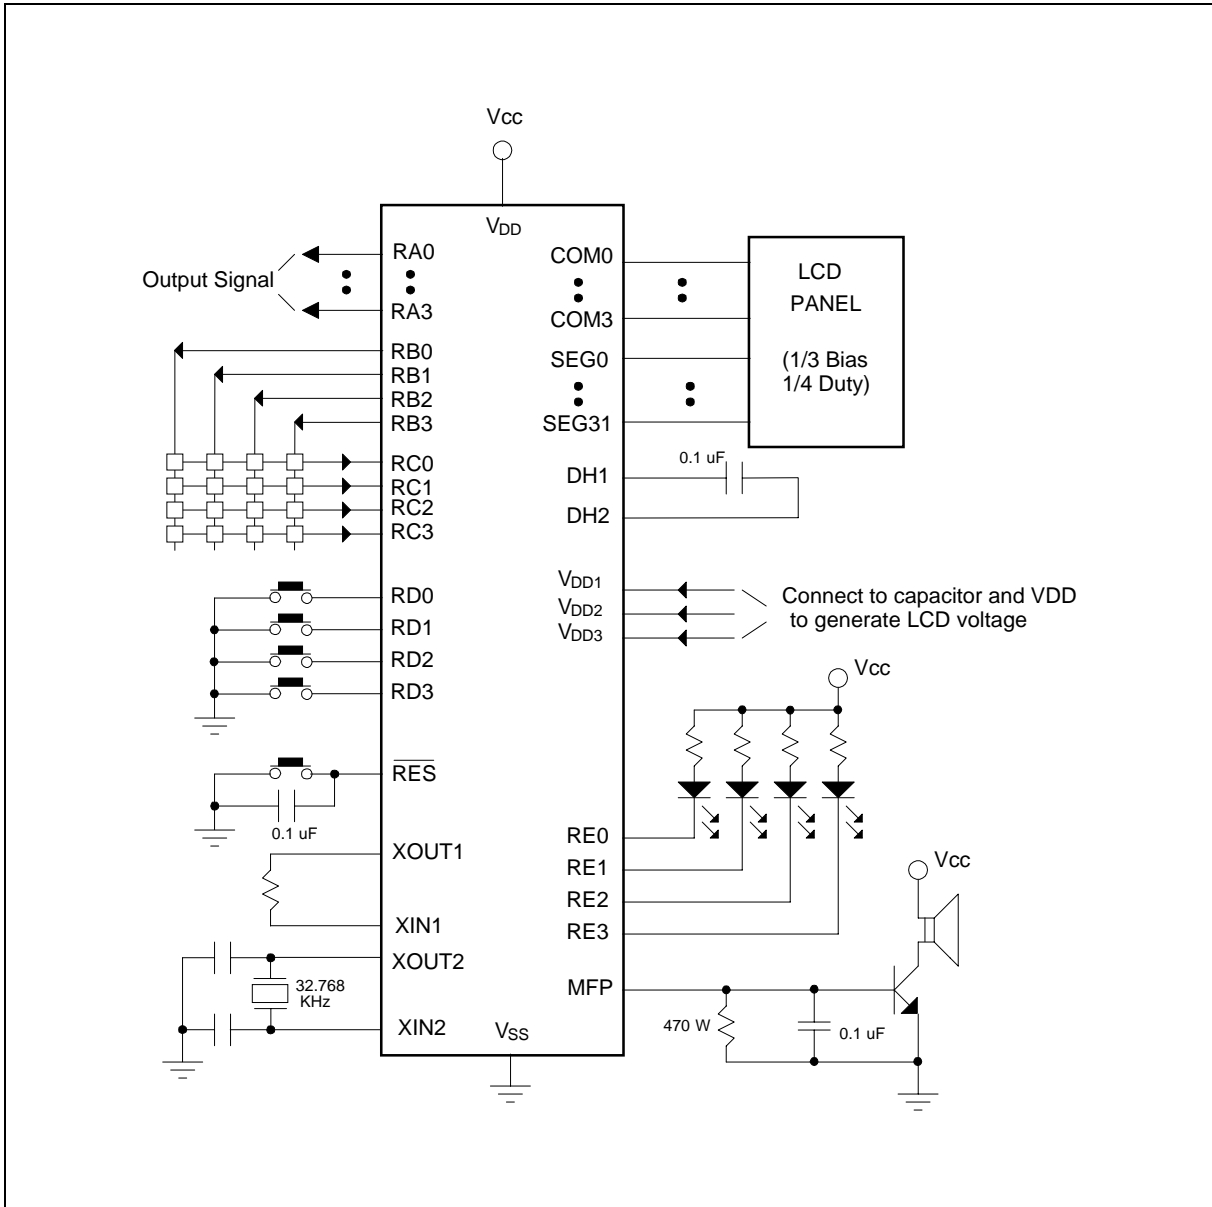 Vcc
VDD
Output Signal
RA0
RA3
RB0
RB1
RB2
RB3
RC0
RC1
RC2
RC3
RD0
RD1
RD2
RD3
RES
0.1 uF
XOUT1
XIN1
XOUT2
32.768
KHz
XIN2
VSS
COM0
COM3
SEG0
SEG31
LCD
PANEL
(1/3 Bias
1/4 Duty)
DH1
0.1 uF
DH2
VDD1
VDD2
VDD3
Connect to capacitor and VDD
to generate LCD voltage
Vcc
RE0
RE1
RE2
RE3
Vcc
MFP
470 W
0.1 uF